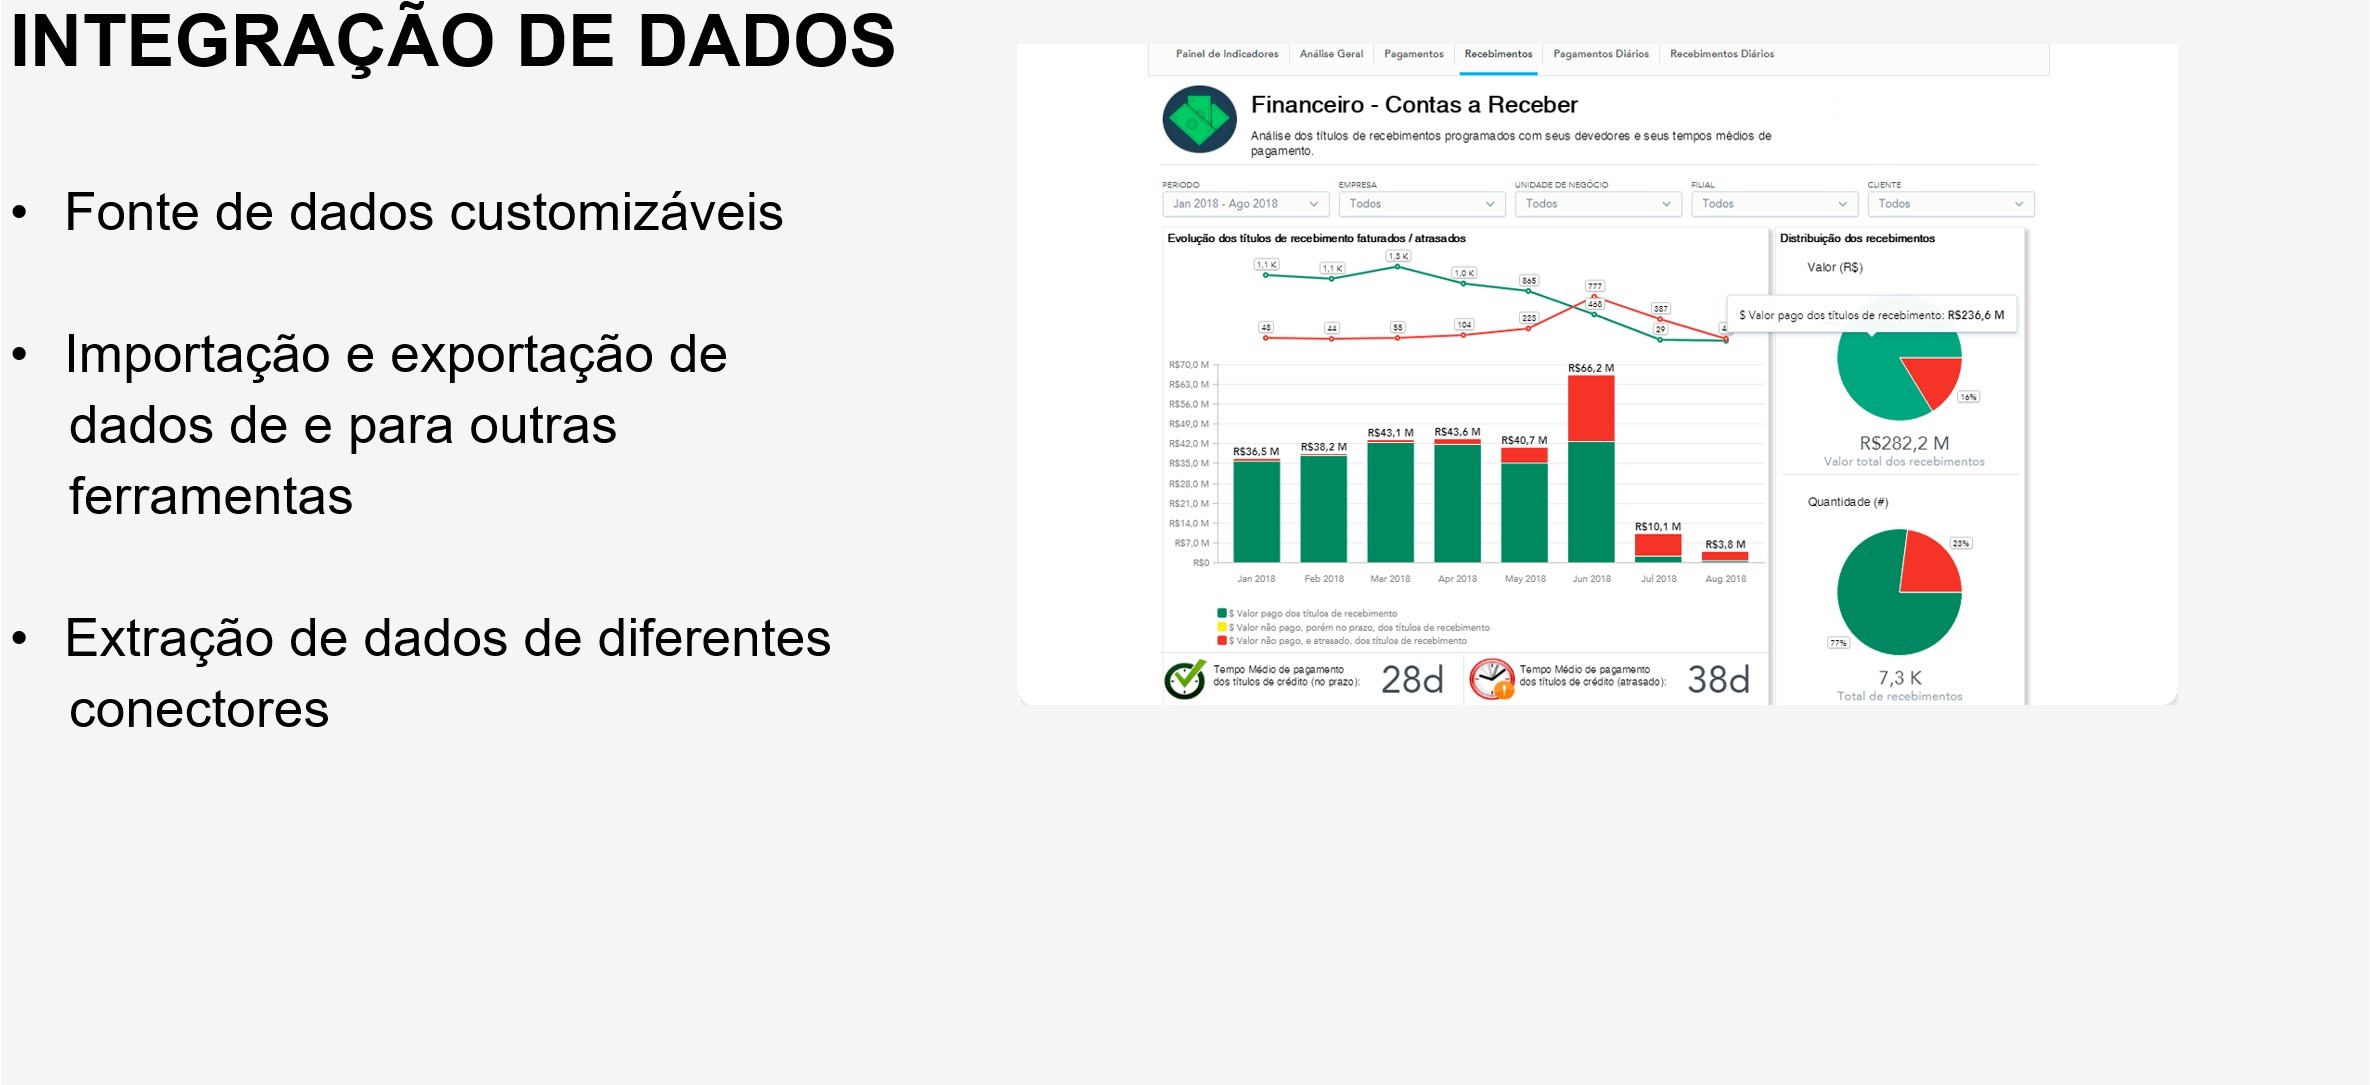 INTEGRAÇÃO DE DADOS
• Fonte de dados customizáveis
• Importação e exportação de
dados de e para outras
ferramentas
• Extração de dados de diferentes
conectores
Painel de Indicadores Análise Geral Pagamentos Recebimentos Pagamentos Diários Recebimentos Diários
Financeiro - Contas a Receber
Análise dos títulos de recebimentos programados com seus devedores e seus tempos médios de
pagamento.
PERIODO EMPRESA UNIDADE DE NEGÓCIO FILIAL CLIENTE
Jan 2018 - Ago 2018 Todos Todos Todos Todos
Evolução dos títulos de recebimento faturados / atrasados
1,1 K 1,1 K 1,3 K 1,0 K 865 468 29
48 44 55 104 223 777 387
R$70,0 M
R$63,0 M
R$56,0 M
R$49,0 M
R$42,0 M
R$35,0 M
R$28,0 M
R$21,0 M
R$14,0 M
R$7,0 M
R$0
R$36,5 M R$38,2 M R$43,1 M R$43,6 M R$40,7 M R$66,2 M R$10,1 M R$3,8 M
Jan 2018 Feb 2018 Mar 2018 Apr 2018 May 2018 Jun 2018 Jul 2018 Aug 2018
$ Valor pago dos títulos de recebimento
$ Valor não pago, porém no prazo, dos títulos de recebimento
$ Valor não pago, e atrasado, dos títulos de recebimento
Tempo Médio de pagamento
dos títulos de crédito (no prazo):
28d
Tempo Médio de pagamento
dos títulos de crédito (atrasado):
38d
Distribuição dos recebimentos
Valor (R$)
$ Valor pago dos títulos de recebimento: R$236,6 M
16%
R$282,2 M
Valor total dos recebimentos
Quantidade (#)
23%
77%
7,3 K
Total de recebimentos